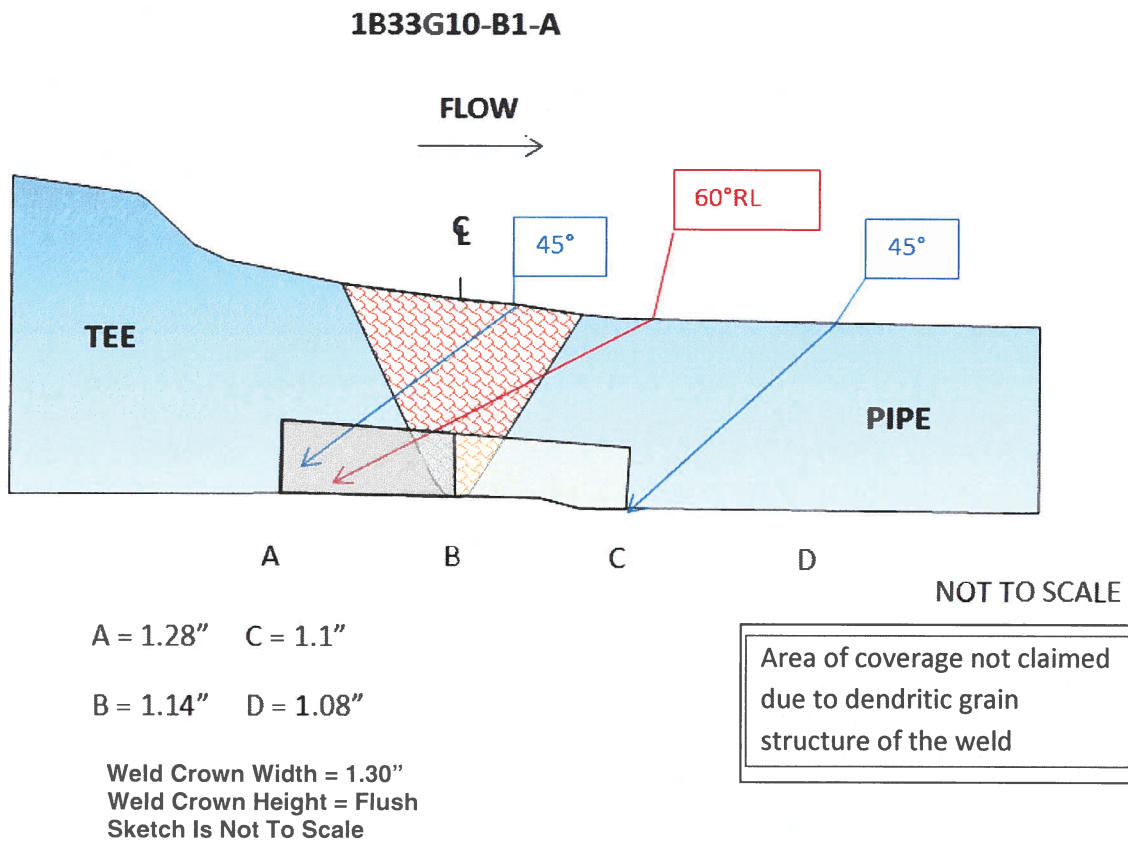 1B33G10-B1-A
FLOW
60°RL
℄
45°
45°
TEE
PIPE
A B C D
NOT TO SCALE
A = 1.28” C = 1.1”
B = 1.14” D = 1.08”
Area of coverage not claimed
due to dendritic grain
structure of the weld
Weld Crown Width = 1.30”
Weld Crown Height = Flush
Sketch Is Not To Scale